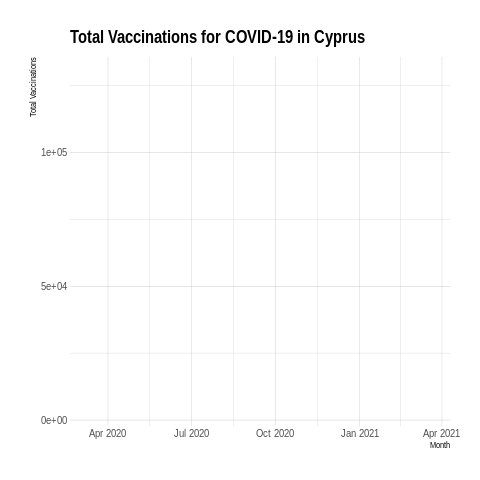 Total Vaccinations for COVID-19 in Cyprus
Total Vaccinations
1e+05
5e+04
0e+00
Apr 2020 Jul 2020 Oct 2020 Jan 2021 Apr 2021
Month